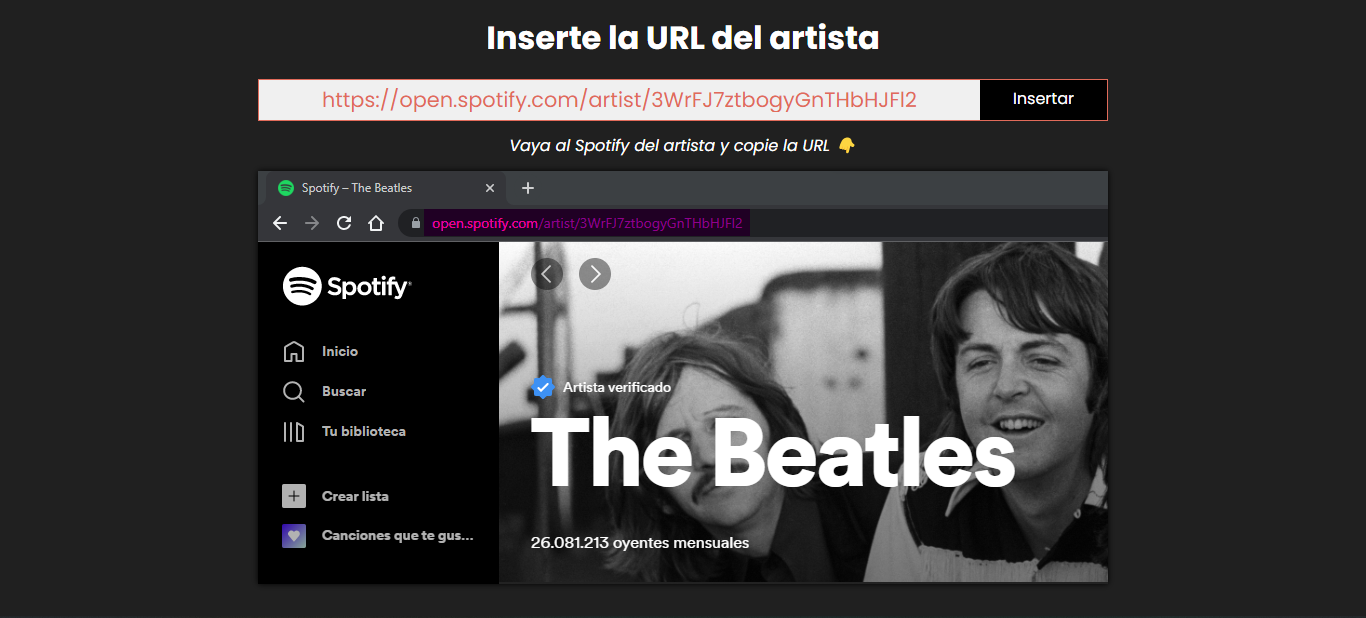 Inserte la URL del artista
https://open.spotify.com/artist/3WrFJ7ztbogyGnTHbHJFl2
Insertar
Vaya al Spotify del artista y copie la URL 👇
Spotify – The Beatles
open.spotify.com/artist/3WrFJ7ztbogyGnTHbHJFl2
Spotify®
Inicio
Buscar
Tu biblioteca
Crear lista
Canciones que te gus...
Artista verificado
The Beatles
26.081.213 oyentes mensuales